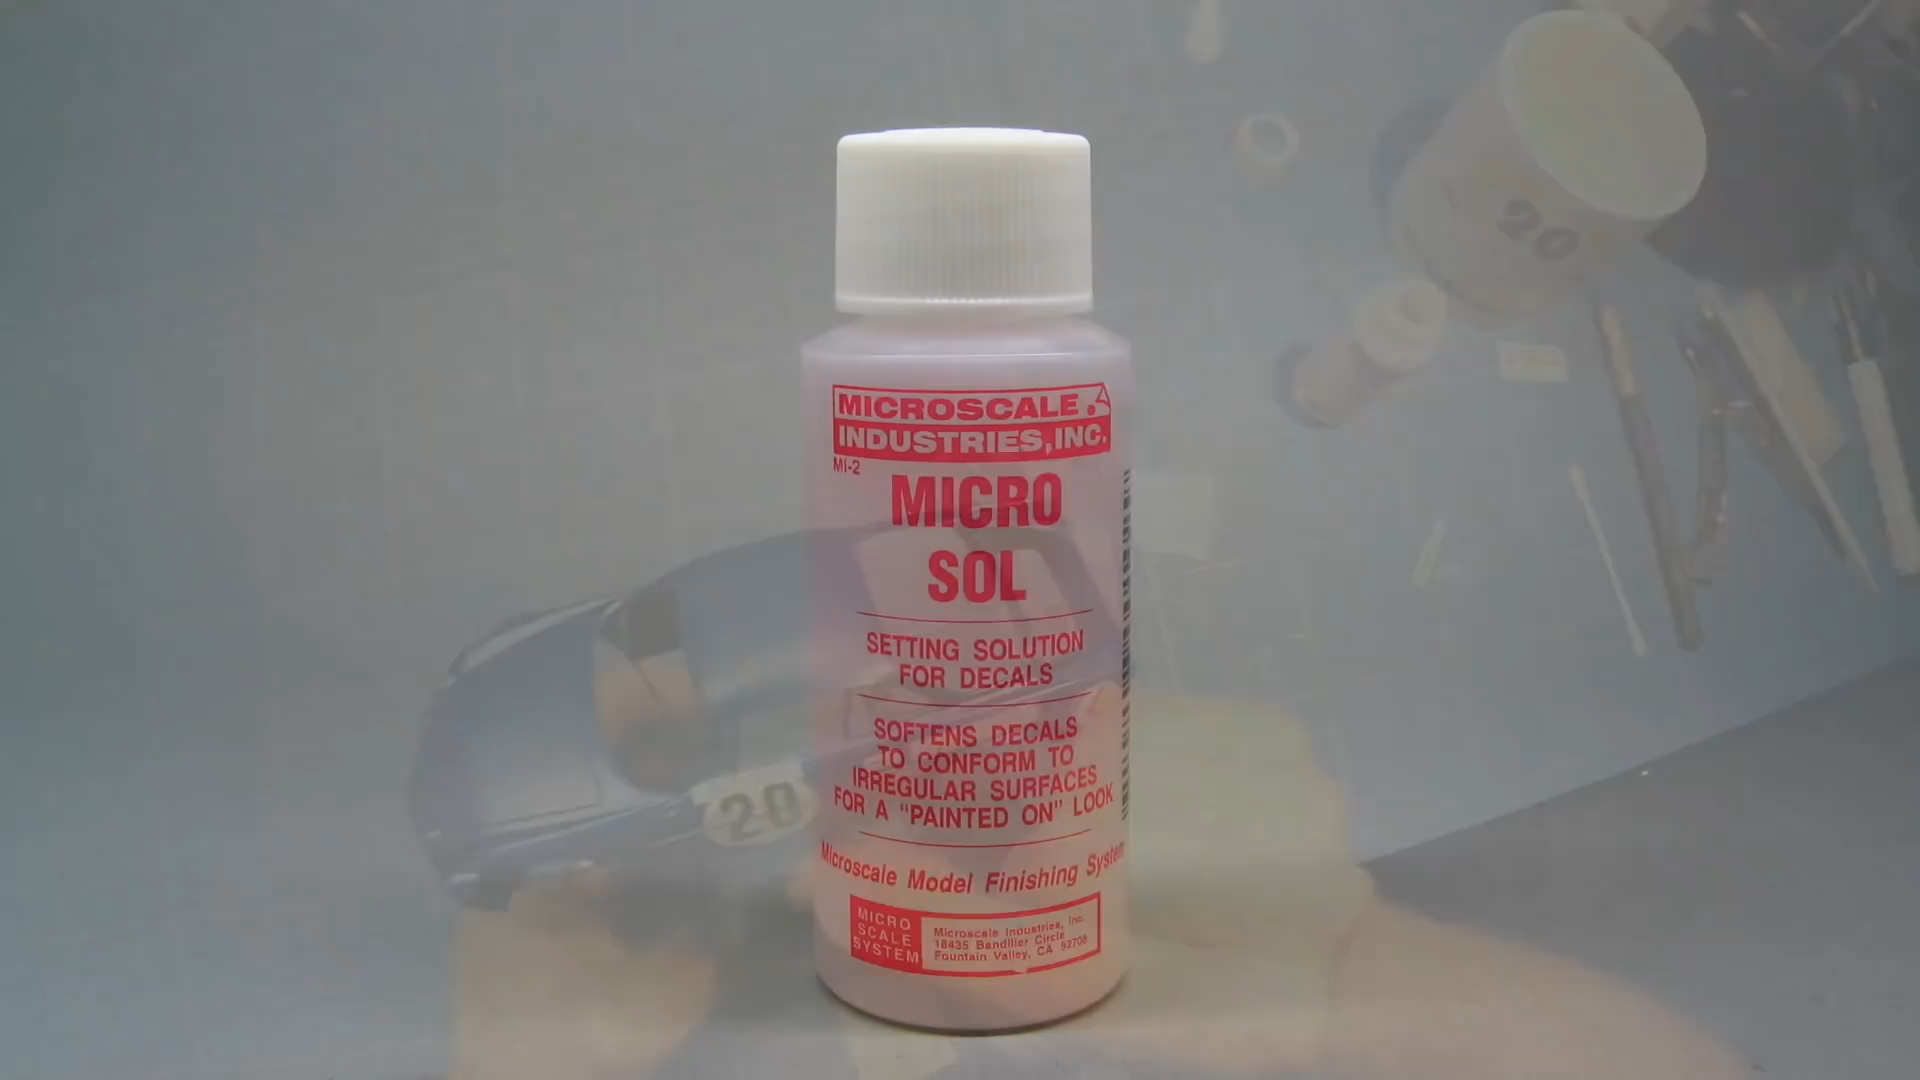 MICROSCALE
INDUSTRIES, INC.
MI-2
MICRO
SOL
SETTING SOLUTION
FOR DECALS
SOFTENS DECALS
TO CONFORM TO
IRREGULAR SURFACES
FOR A "PAINTED ON" LOOK
Microscale Model Finishing System
MICRO
SCALE
SYSTEM
Microscale Industries, Inc.
18435 Bandilier Circle
Fountain Valley, CA 92708
20
20